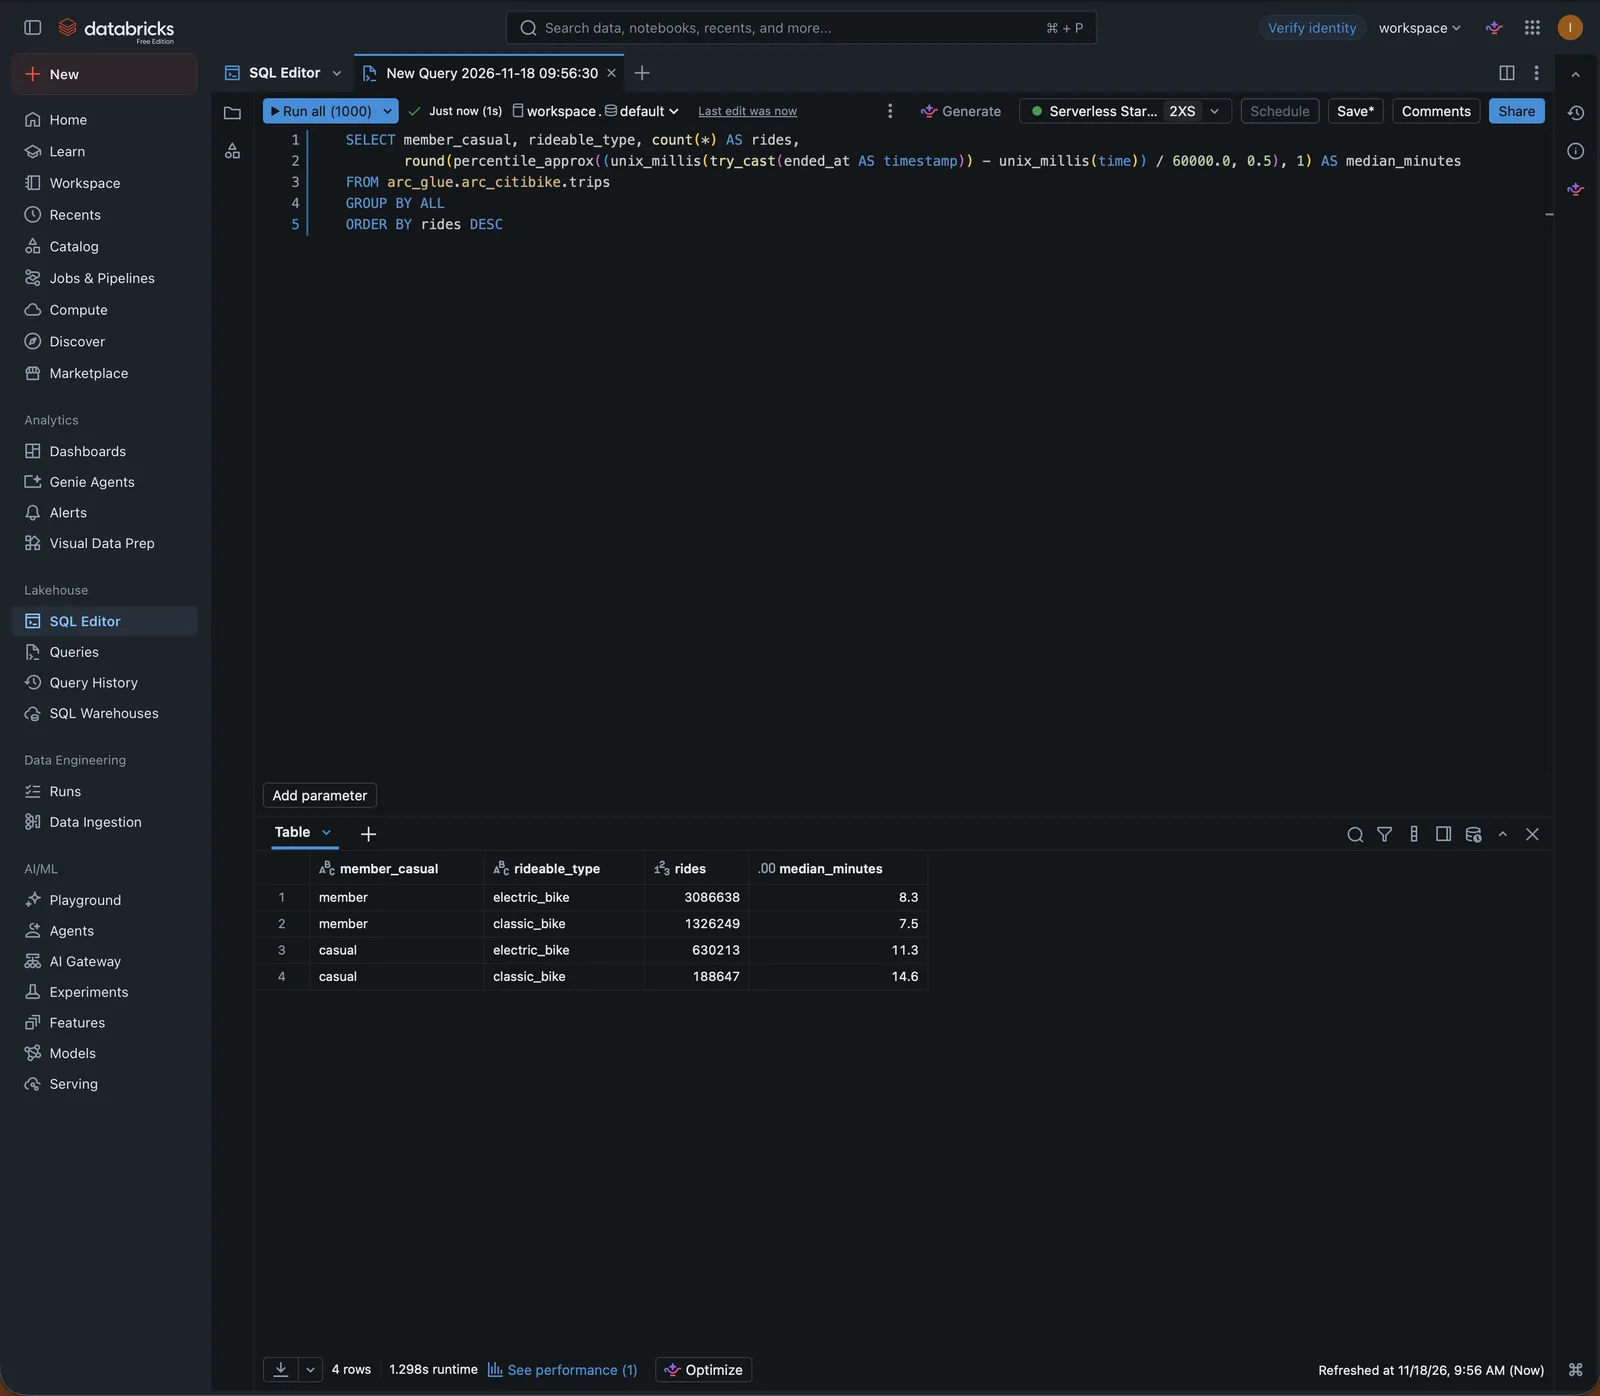 databricks
Free Edition
Search data, notebooks, recents, and more...
⌘ + P
Verify identity
workspace
I
New
SQL Editor
New Query 2026-11-18 09:56:30
Run all (1000)
Just now (1s)
workspace.
default
Last edit was now
Generate
Serverless Star...
2XS
Schedule
Save*
Comments
Share
Home
Learn
Workspace
Recents
Catalog
Jobs & Pipelines
Compute
Discover
Marketplace
Analytics
Dashboards
Genie Agents
Alerts
Visual Data Prep
Lakehouse
SQL Editor
Queries
Query History
SQL Warehouses
Data Engineering
Runs
Data Ingestion
AI/ML
Playground
Agents
AI Gateway
Experiments
Features
Models
Serving
1 SELECT member_casual, rideable_type, count(*) AS rides,
2 round(percentile_approx((unix_millis(try_cast(ended_at AS timestamp)) - unix_millis(time)) / 60000.0, 0.5), 1) AS median_minutes
3 FROM arc_glue.arc_citibike.trips
4 GROUP BY ALL
5 ORDER BY rides DESC
Add parameter
Table
member_casual rideable_type rides median_minutes
1 member electric_bike 3086638 8.3
2 member classic_bike 1326249 7.5
3 casual electric_bike 630213 11.3
4 casual classic_bike 188647 14.6
4 rows
1.298s runtime
See performance (1)
Optimize
Refreshed at 11/18/26, 9:56 AM (Now)